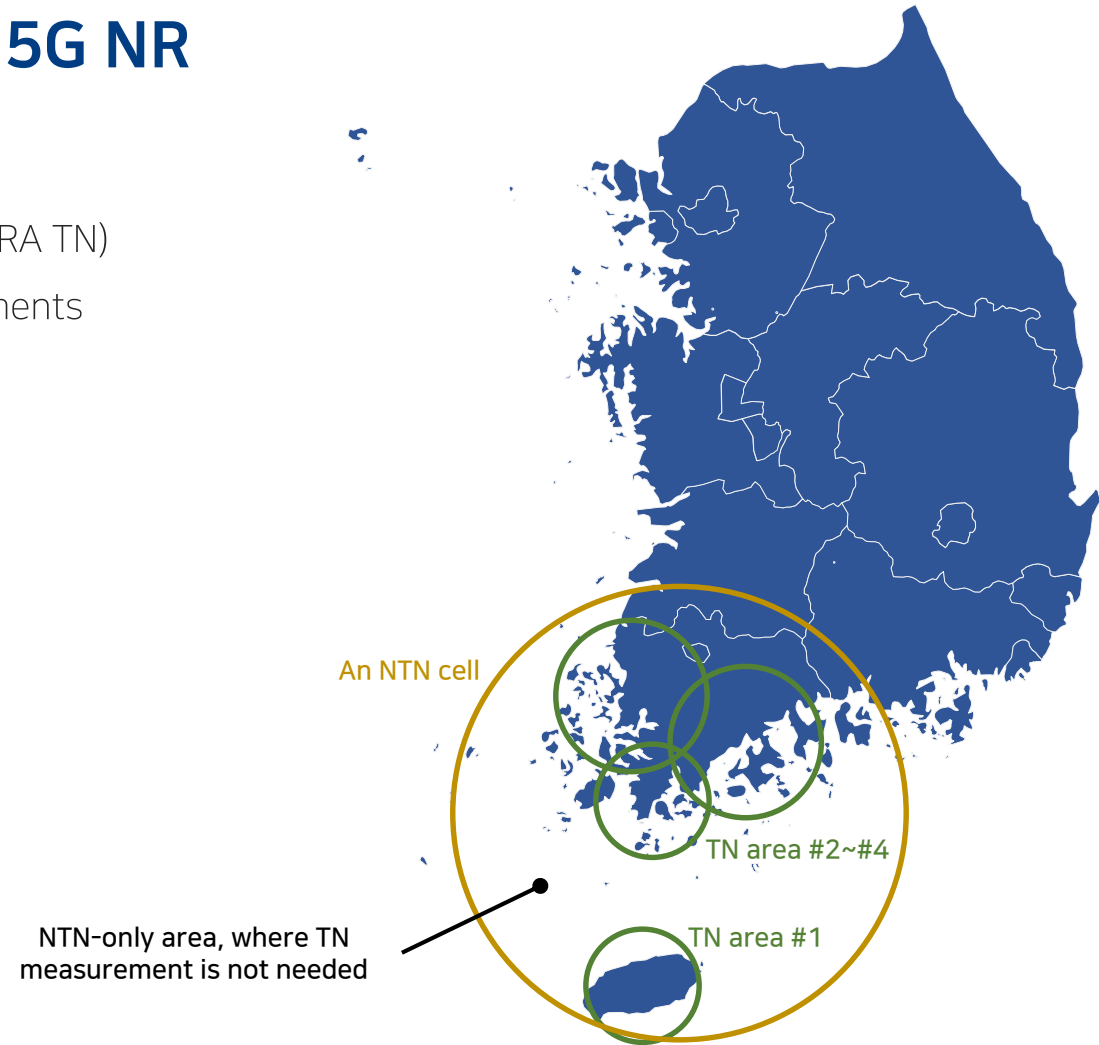 5G NR
RA TN)
nents
An NTN cell
TN area #2~#4
NTN-only area, where TN
measurement is not needed
TN area #1